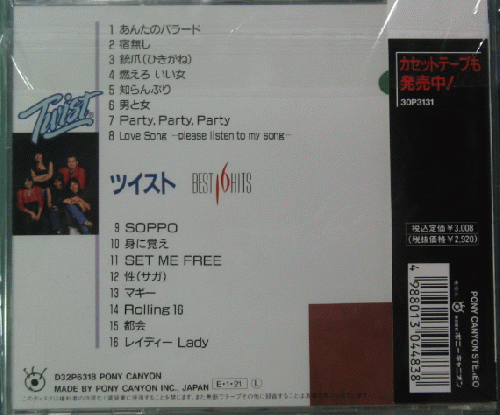 1 あんたのバラード
2 宿無し
3 銃爪(ひきがね)
4 燃えろ いい女
5 知らんぷり
6 男と女
7 Party, Party, Party
8 Love Song −please listen to my song−
Twist
ツイスト BEST 16 HITS
9 SOPPO
10 身に覚え
11 SET ME FREE
12 性(サガ)
13 マギー
14 Rolling 16
15 都会
16 レイディー Lady
D32P6318 PONY CANYON
MADE BY PONY CANYON INC., JAPAN
E・1・21 L
カセットテープも
発売中!
30P3131
税込定価¥3,008
(税抜価格¥2,920)
PONY CANYON STEREO
4 988013 044838